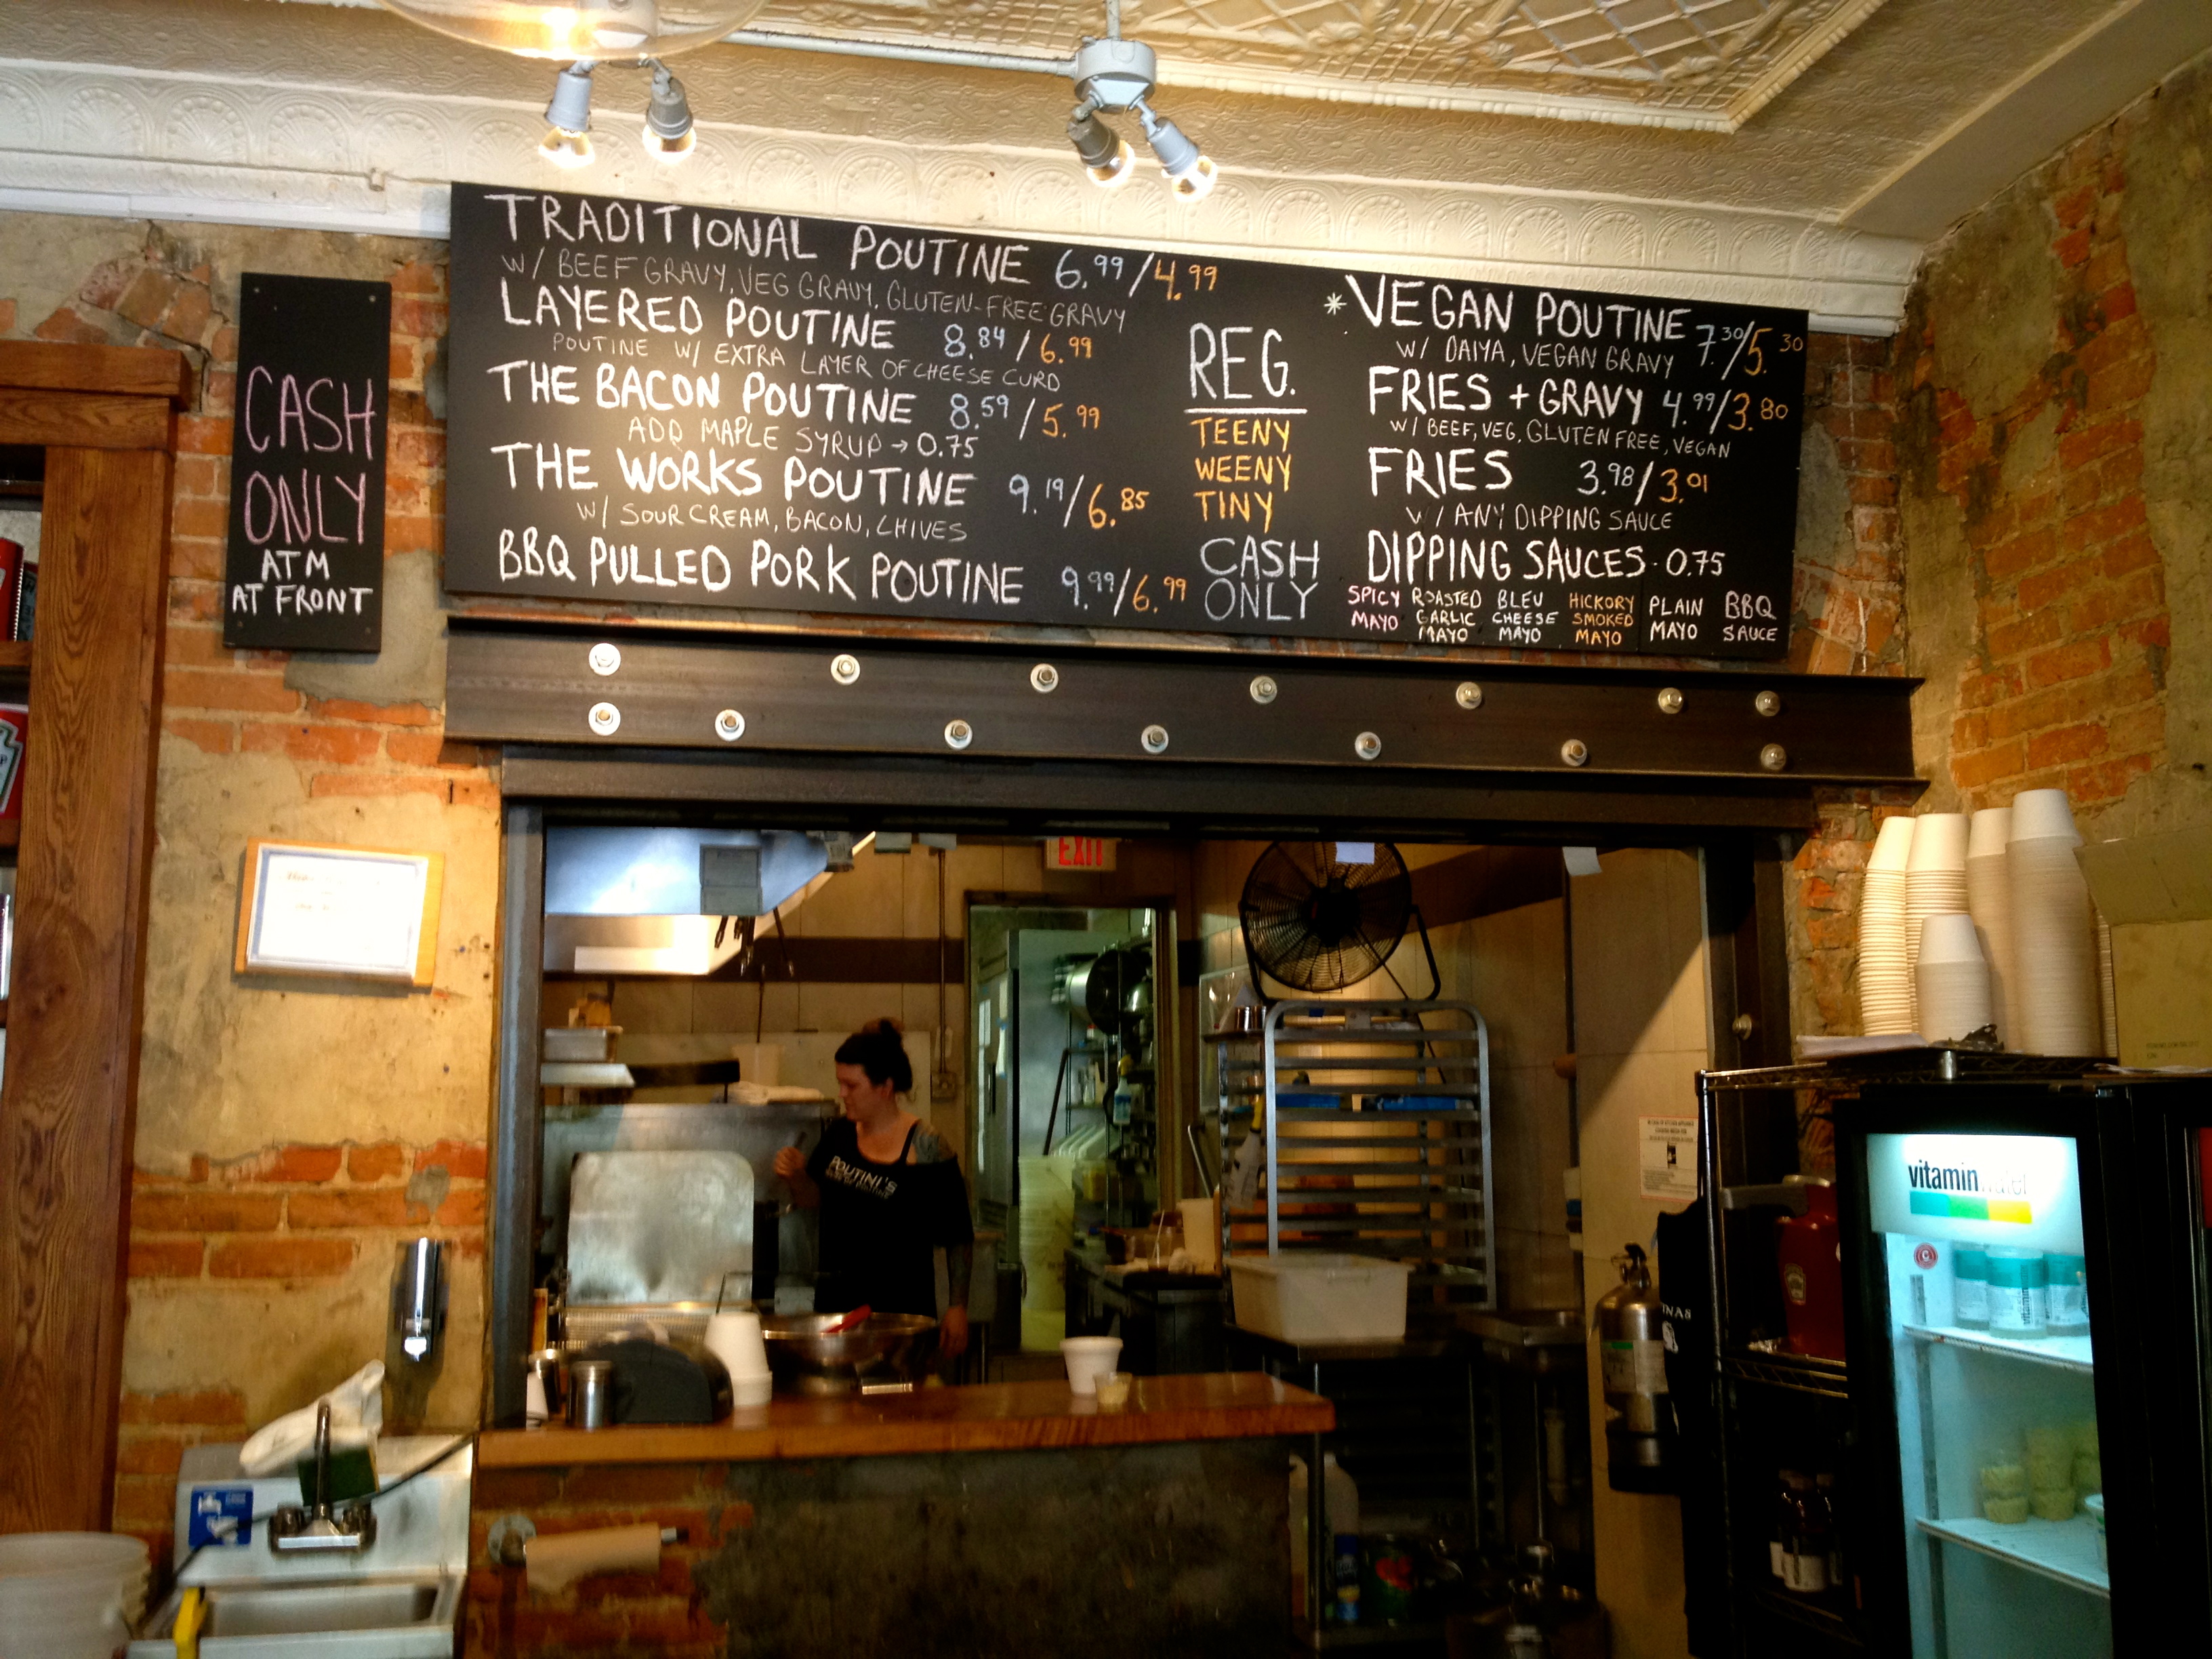 CASH
ONLY
ATM
AT FRONT
TRADITIONAL POUTINE 6.99/4.99
W/ BEEF GRAVY, VEG GRAVY, GLUTEN-FREE GRAVY
LAYERED POUTINE 8.84/6.99
POUTINE W/ EXTRA LAYER OF CHEESE CURD
THE BACON POUTINE 8.59/5.99
ADD MAPLE SYRUP → 0.75
THE WORKS POUTINE 9.19/6.85
W/ SOUR CREAM, BACON, CHIVES
BBQ PULLED PORK POUTINE 9.99/6.99
REG.
TEENY
WEENY
TINY
CASH
ONLY
*VEGAN POUTINE 7.30/5.30
W/ DAIYA, VEGAN GRAVY
FRIES + GRAVY 4.99/3.80
W/ BEEF, VEG, GLUTEN FREE, VEGAN
FRIES 3.98/3.01
W/ ANY DIPPING SAUCE
DIPPING SAUCES · 0.75
SPICY MAYO
ROASTED GARLIC MAYO
BLEU CHEESE MAYO
HICKORY SMOKED MAYO
PLAIN MAYO
BBQ SAUCE
EXIT
POUTINI'S
vitaminwater